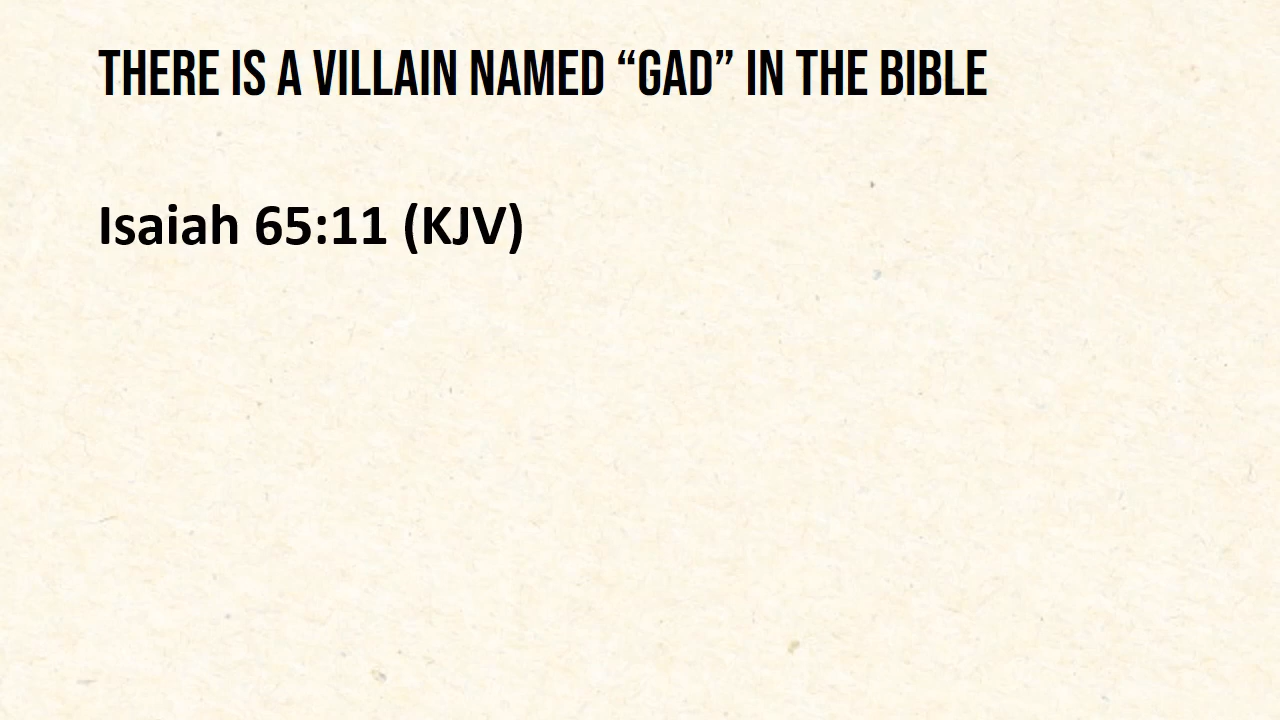 THERE IS A VILLAIN NAMED “GAD” IN THE BIBLE
Isaiah 65:11 (KJV)